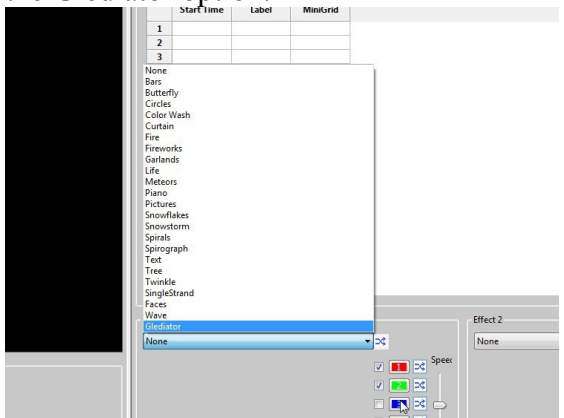 Start Time Label MiniGrid
1
2
3
None
Bars
Butterfly
Circles
Color Wash
Curtain
Fire
Fireworks
Garlands
Life
Meteors
Piano
Pictures
Snowflakes
Snowstorm
Spirals
Spirograph
Text
Tree
Twinkle
SingleStrand
Faces
Wave
Glediator
Effect 2
None
None
1
Speec
2